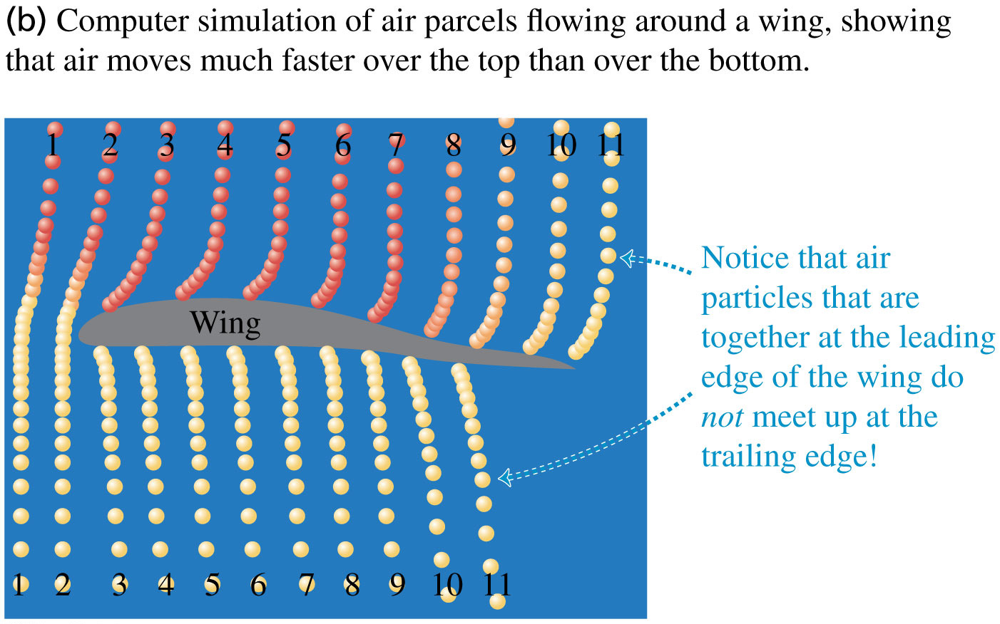 (b) Computer simulation of air parcels flowing around a wing, showing
that air moves much faster over the top than over the bottom.
1 2 3 4 5 6 7 8 9 10 11
Notice that air
particles that are
together at the leading
edge of the wing do
not meet up at the
trailing edge!
Wing
1 2 3 4 5 6 7 8 9 10 11